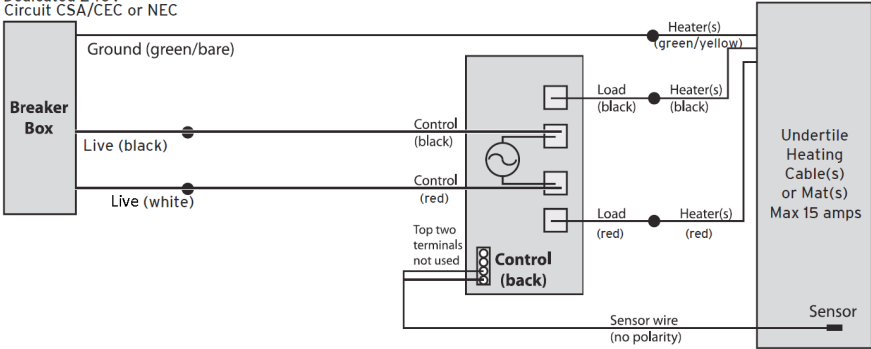 Circuit CSA/CEC or NEC
Ground (green/bare)
Heater(s)
(green/yellow)
Load
(black)
Heater(s)
(black)
Breaker
Box
Control
(black)
Live (black)
Undertile
Heating
Cable(s)
or Mat(s)
Max 15 amps
Control
(red)
Live (white)
Load
(red)
Heater(s)
(red)
Top two
terminals
not used
Control
(back)
Sensor
Sensor wire
(no polarity)